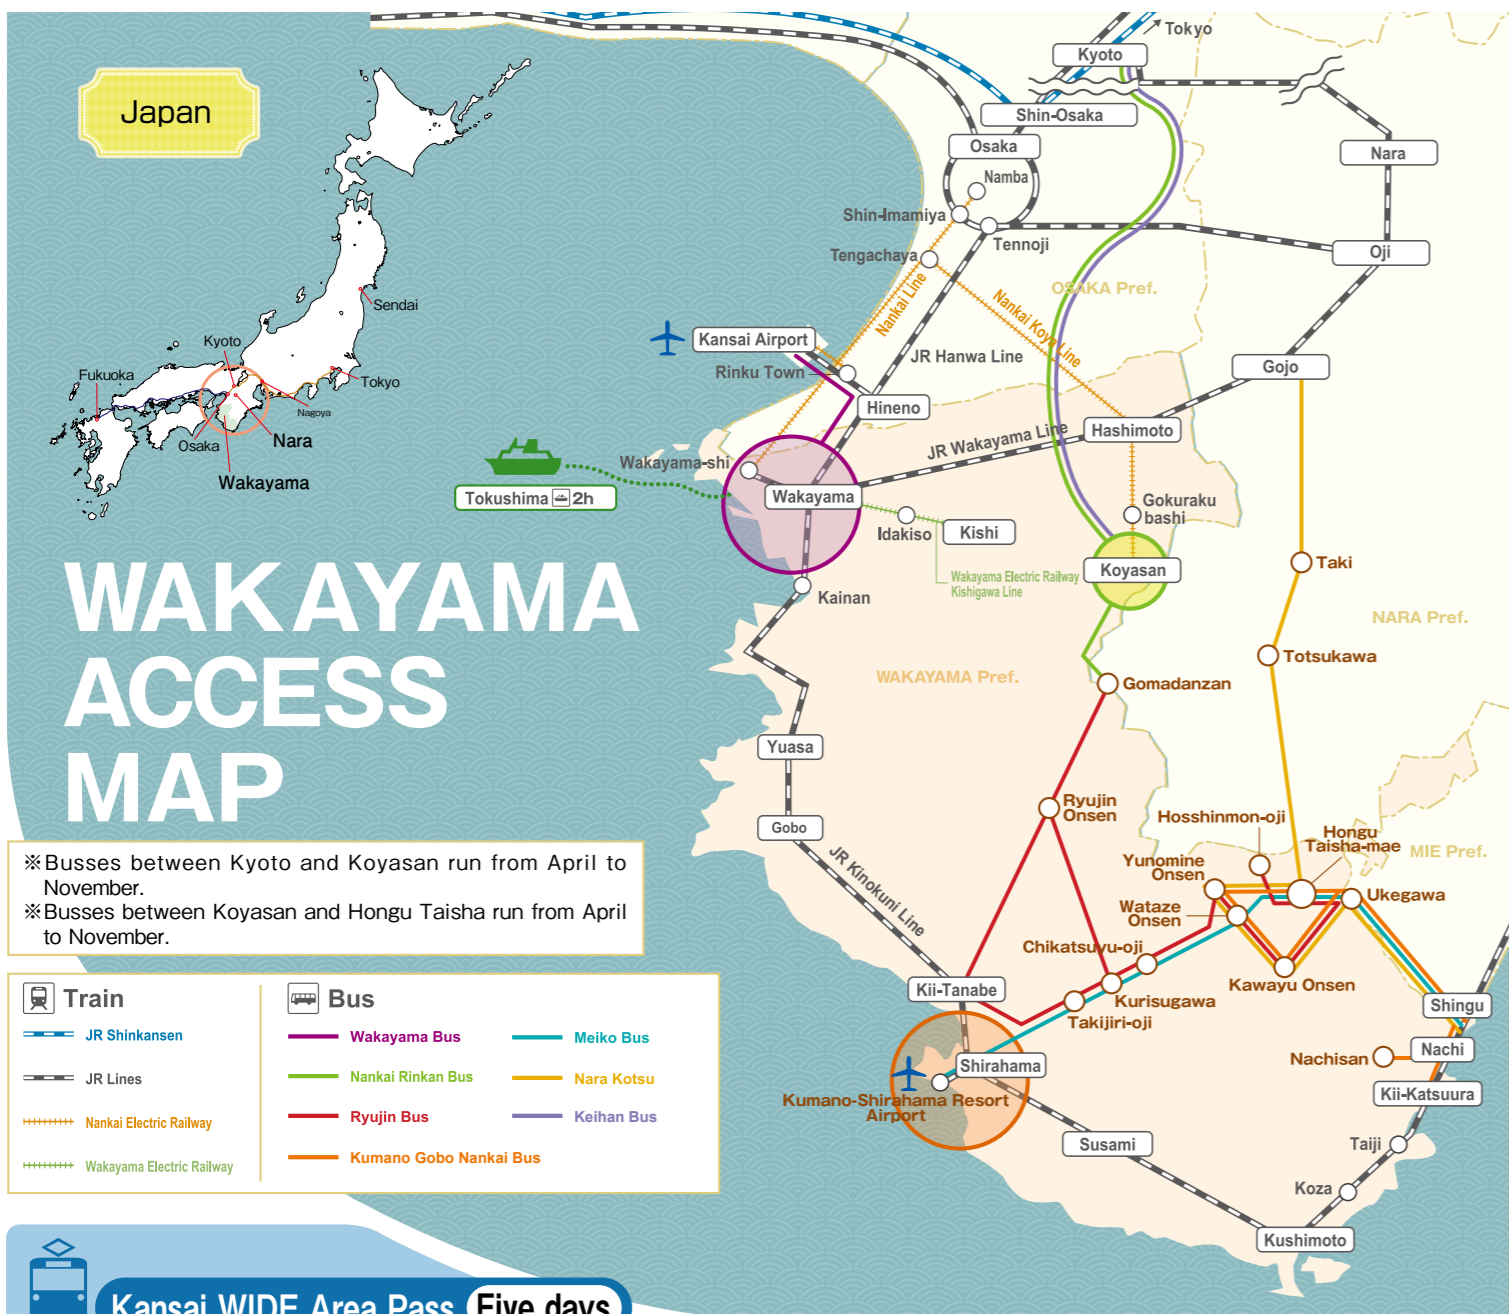 Japan
Sendai
Kyoto
Fukuoka
Tokyo
Nagoya
Nara
Osaka
Wakayama
WAKAYAMA
ACCESS
MAP
※Busses between Kyoto and Koyasan run from April to
November.
※Busses between Koyasan and Hongu Taisha run from April
to November.
Train
JR Shinkansen
JR Lines
Nankai Electric Railway
Wakayama Electric Railway
Bus
Wakayama Bus
Nankai Rinkan Bus
Ryujin Bus
Kumano Gobo Nankai Bus
Meiko Bus
Nara Kotsu
Keihan Bus
Tokyo
Kyoto
Shin-Osaka
Osaka
Nara
Namba
Shin-Imamiya
Tennoji
Oji
Tengachaya
OSAKA Pref.
Nankai Line
Nankai Koya Line
Kansai Airport
JR Hanwa Line
Rinku Town
Gojo
Hineno
Hashimoto
JR Wakayama Line
Wakayama-shi
Tokushima 2h
Wakayama
Gokuraku
bashi
Idakiso
Kishi
Koyasan
Taki
Wakayama Electric Railway
Kishigawa Line
Kainan
NARA Pref.
Totsukawa
WAKAYAMA Pref.
Gomadanzan
Yuasa
Ryujin
Onsen
Hosshinmon-oji
Gobo
Hongu
Taisha-mae
MIE Pref.
Yunomine
Onsen
JR Kinokuni Line
Ukegawa
Wataze
Onsen
Chikatsuyu-oji
Kii-Tanabe
Kurisugawa
Kawayu Onsen
Takijiri-oji
Shingu
Nachi
Nachisan
Shirahama
Kumano-Shirahama Resort
Airport
Kii-Katsuura
Susami
Taiji
Koza
Kushimoto
Kansai WIDE Area Pass Five days